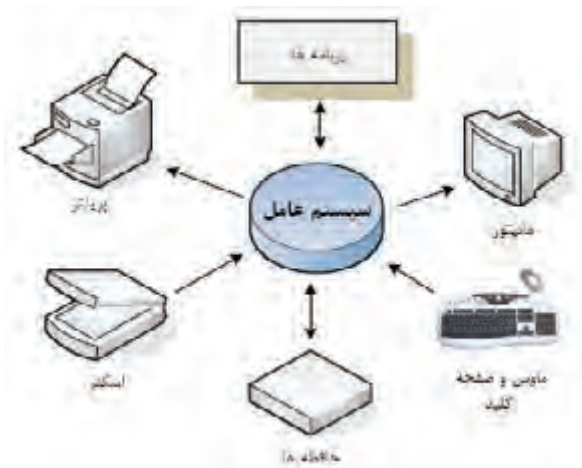 برنامه ها
پرینتر
سیستم عامل
مانیتور
اسکنر
ماوس و صفحه
کلید
حافظه ها